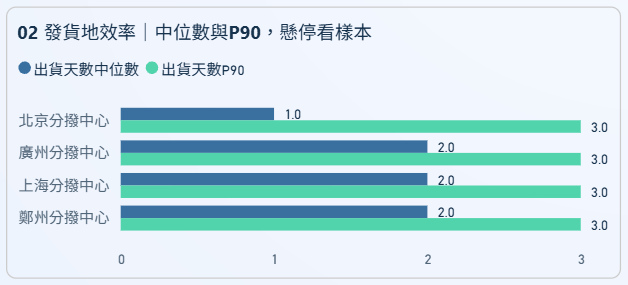 02 發貨地效率｜中位數與P90，懸停看樣本
出貨天數中位數 出貨天數P90
北京分撥中心 1.0 3.0
廣州分撥中心 2.0 3.0
上海分撥中心 2.0 3.0
鄭州分撥中心 2.0 3.0
0 1 2 3